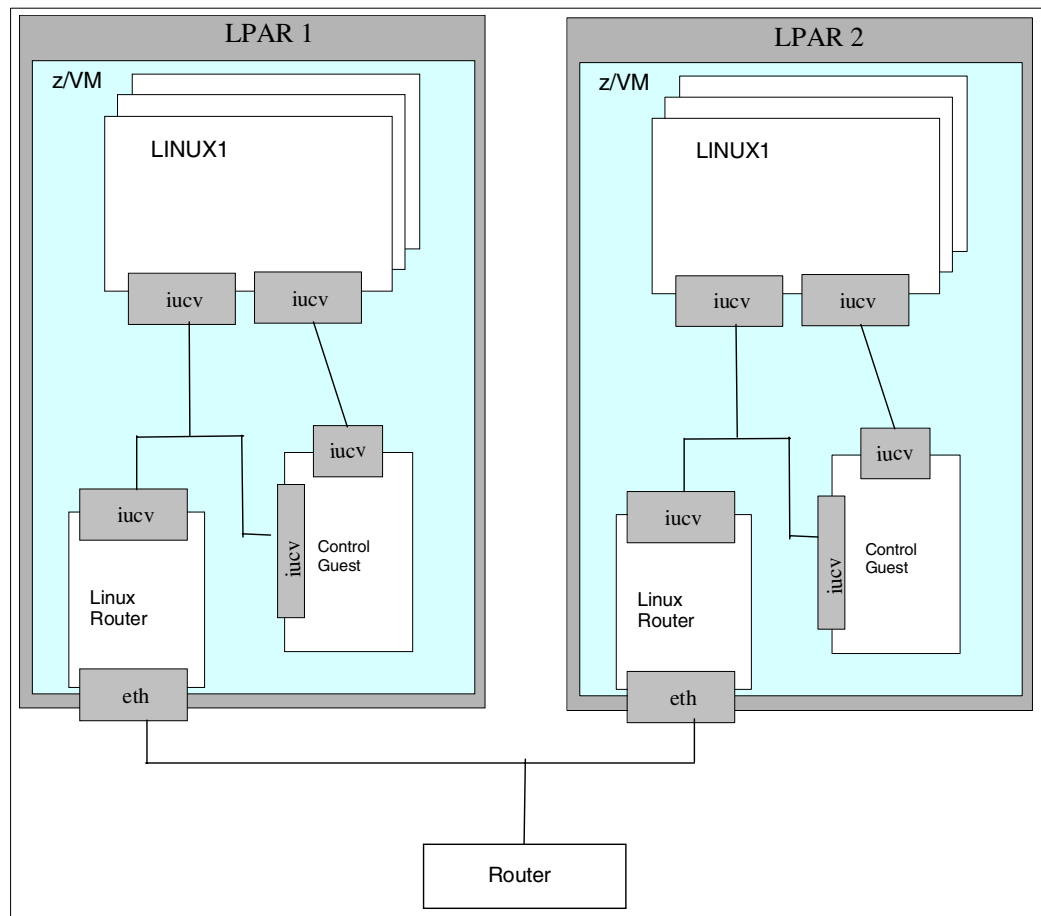 LPAR 1
z/VM
LINUX1
iucv
iucv
iucv
iucv
iucv
Control
Guest
Linux
Router
eth
LPAR 2
z/VM
LINUX1
iucv
iucv
iucv
iucv
iucv
Control
Guest
Linux
Router
eth
Router